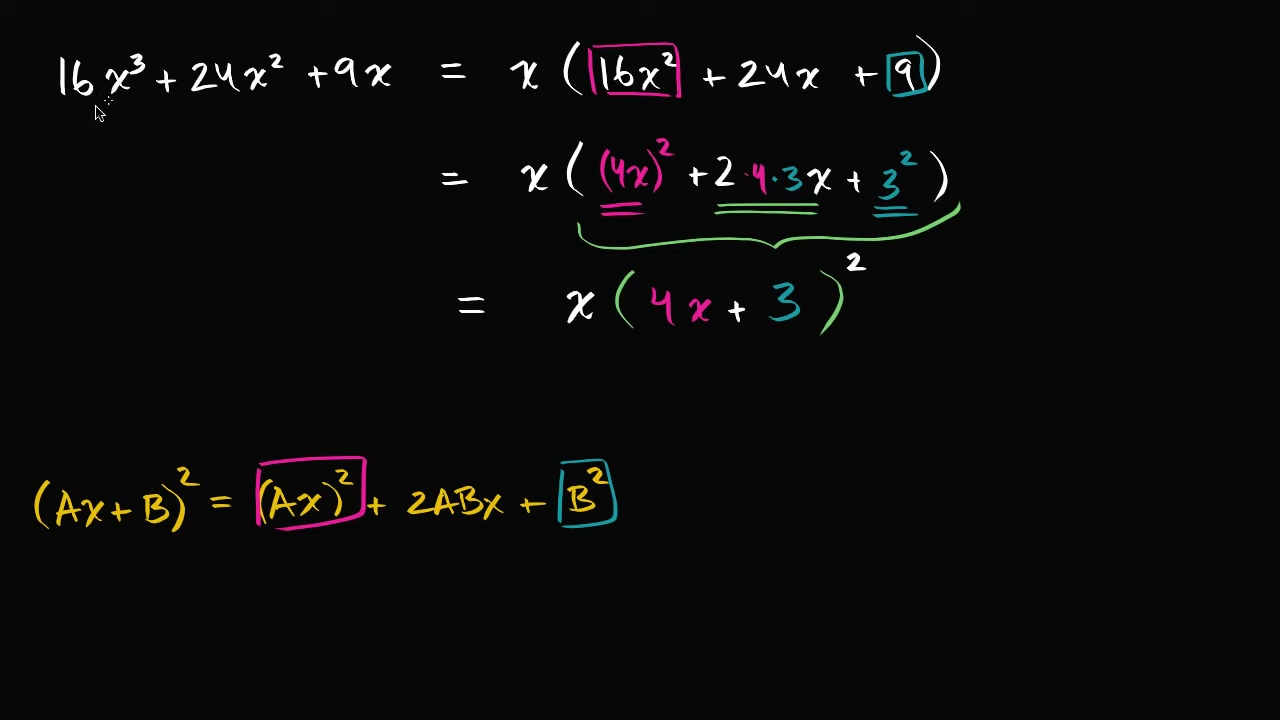 16x³ + 24x² + 9x = x(16x² + 24x + 9)
= x((4x)² + 2·4·3x + 3²)
= x(4x + 3)²
(Ax + B)² = (Ax)² + 2ABx + B²